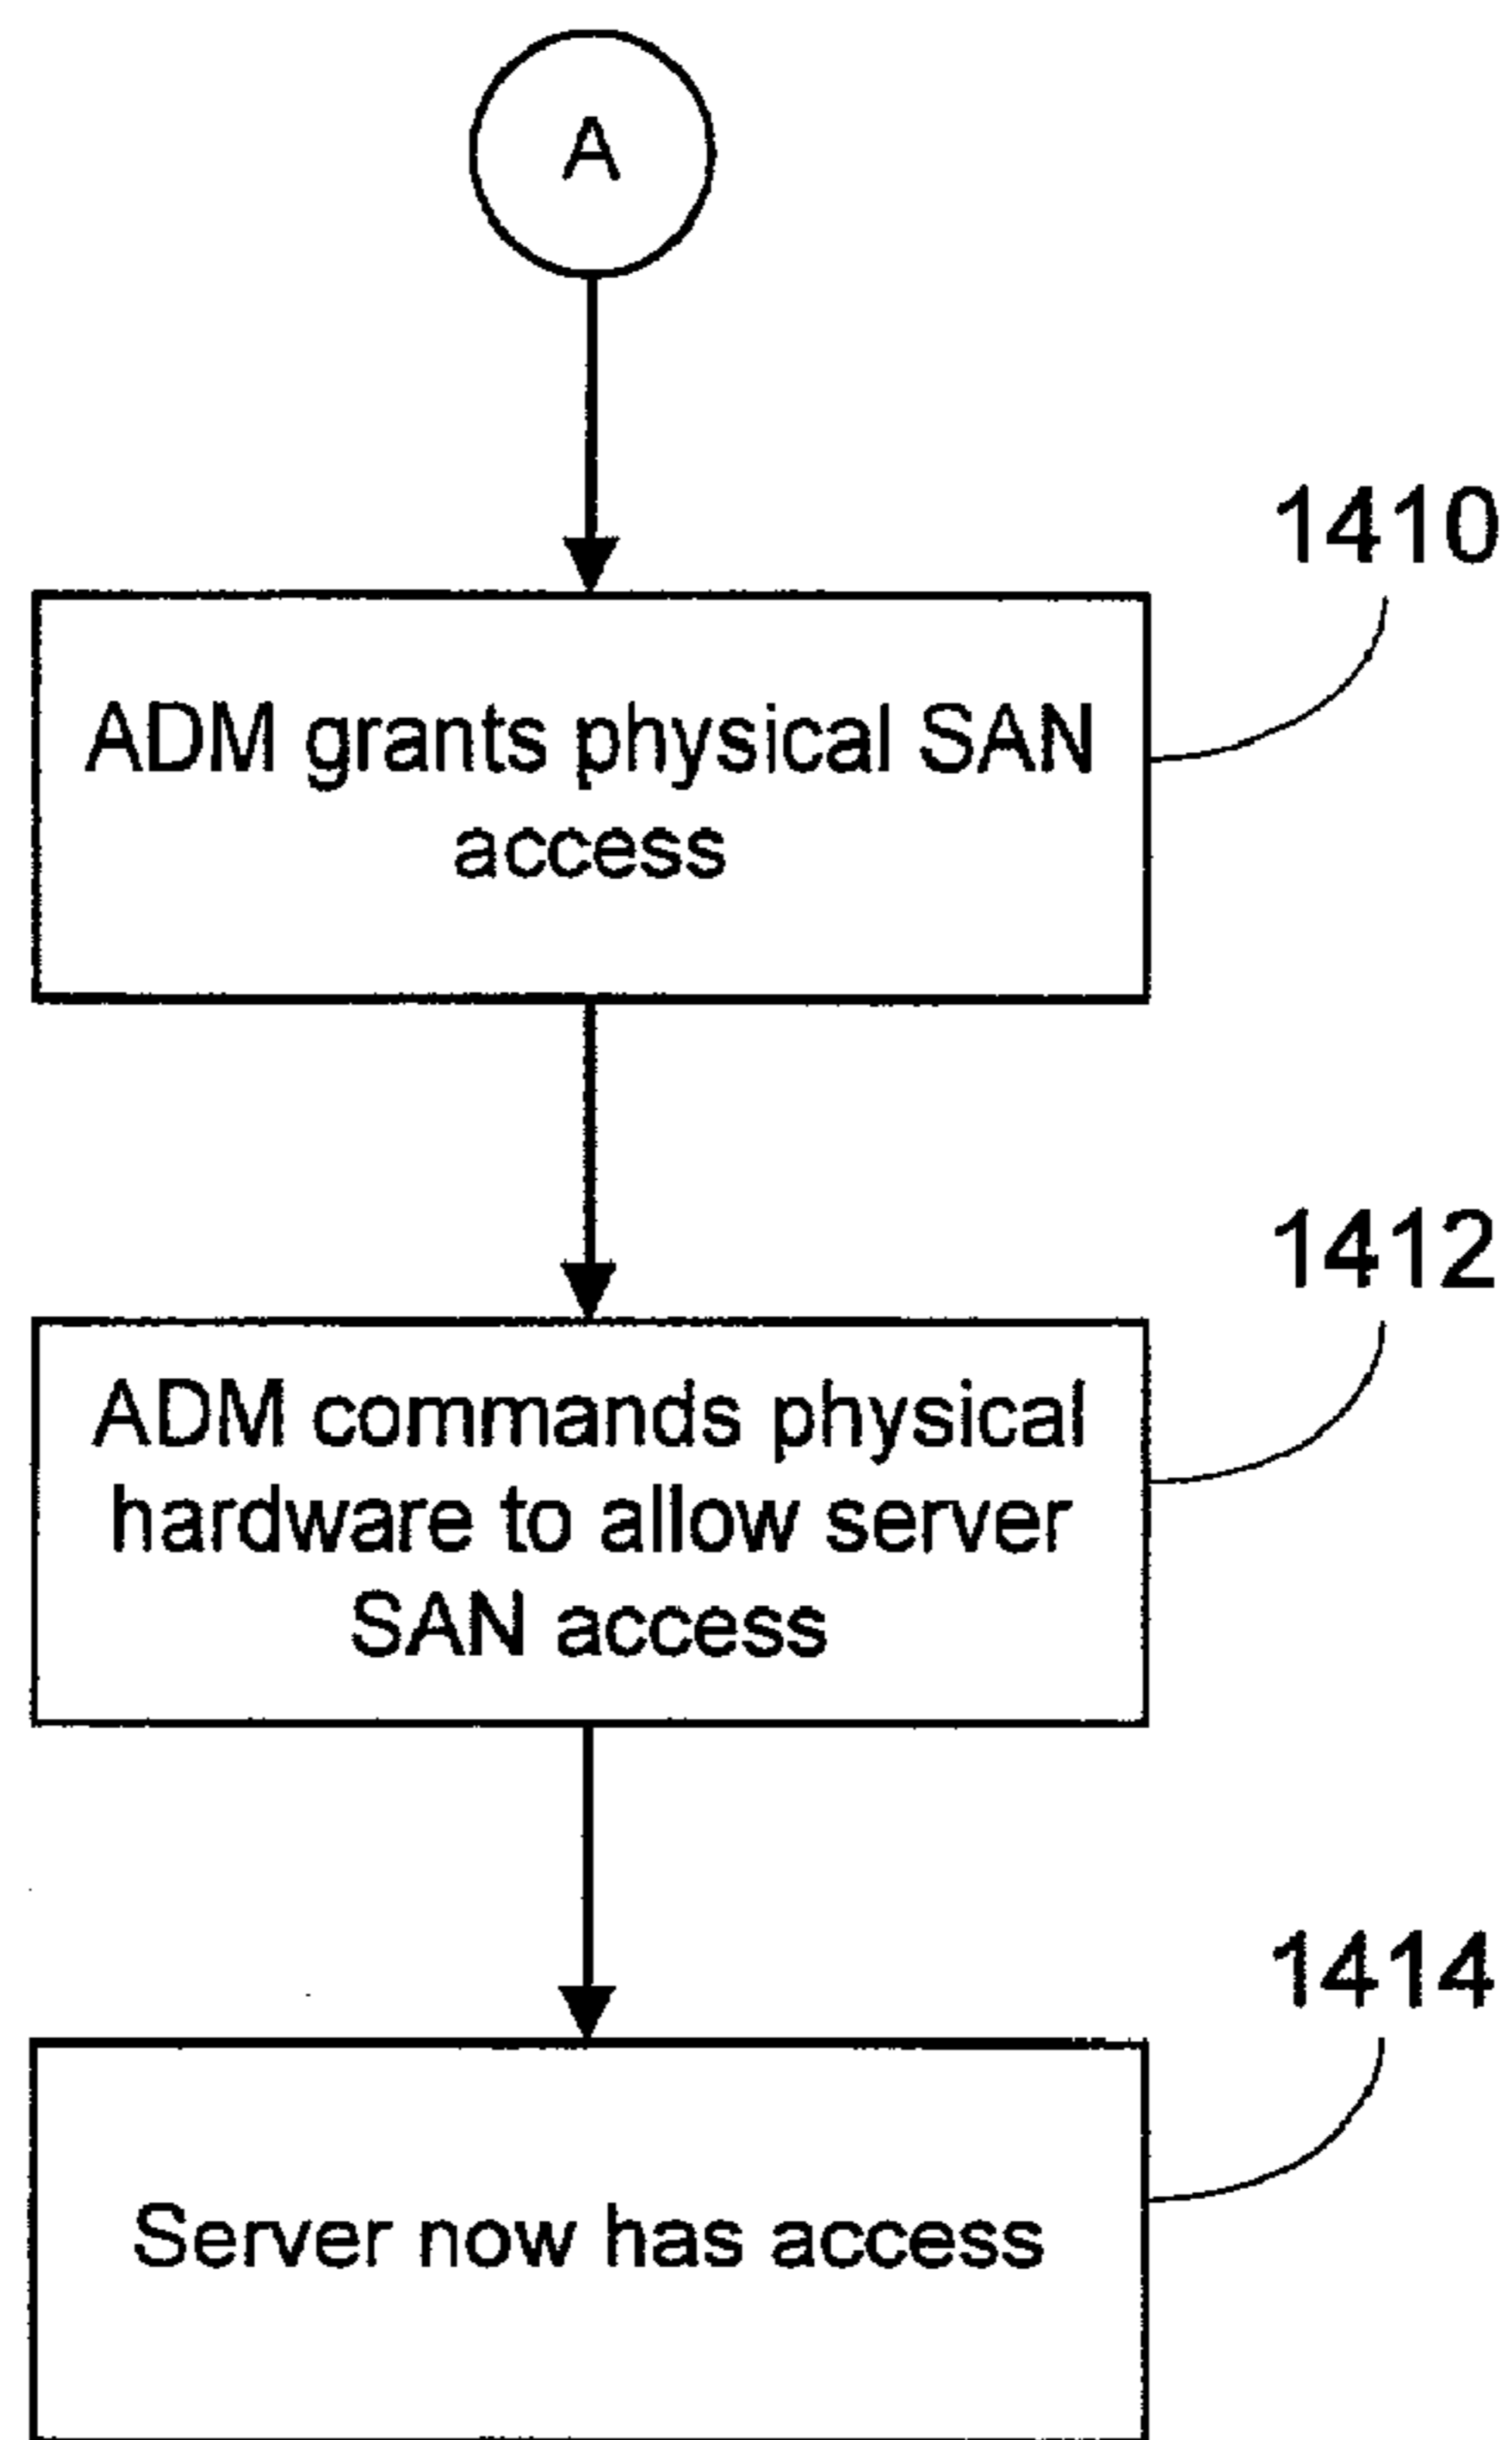 A
1410
ADM grants physical SAN
access
1412
ADM commands physical
hardware to allow server
SAN access
1414
Server now has access